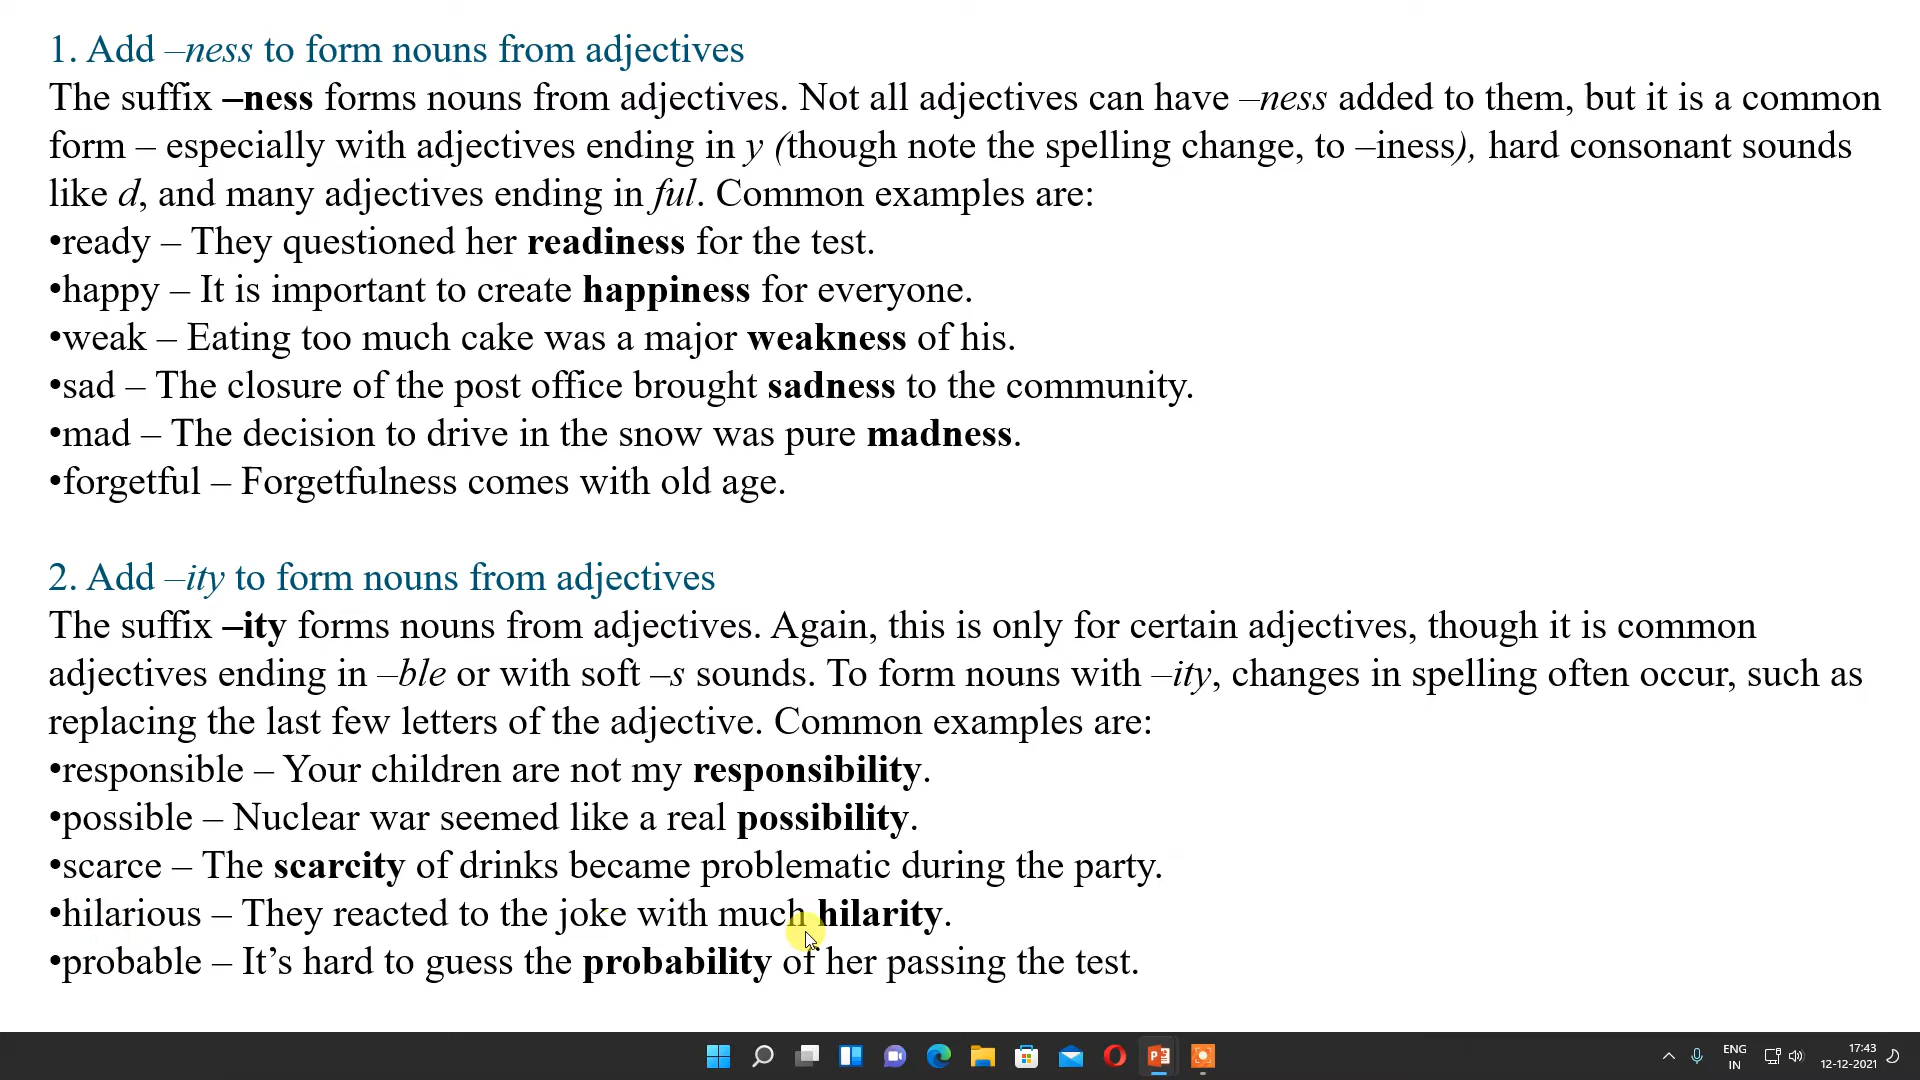 1. Add –ness to form nouns from adjectives
The suffix –ness forms nouns from adjectives. Not all adjectives can have –ness added to them, but it is a common
form – especially with adjectives ending in y (though note the spelling change, to –iness), hard consonant sounds
like d, and many adjectives ending in ful. Common examples are:
•ready – They questioned her readiness for the test.
•happy – It is important to create happiness for everyone.
•weak – Eating too much cake was a major weakness of his.
•sad – The closure of the post office brought sadness to the community.
•mad – The decision to drive in the snow was pure madness.
•forgetful – Forgetfulness comes with old age.
2. Add –ity to form nouns from adjectives
The suffix –ity forms nouns from adjectives. Again, this is only for certain adjectives, though it is common
adjectives ending in –ble or with soft –s sounds. To form nouns with –ity, changes in spelling often occur, such as
replacing the last few letters of the adjective. Common examples are:
•responsible – Your children are not my responsibility.
•possible – Nuclear war seemed like a real possibility.
•scarce – The scarcity of drinks became problematic during the party.
•hilarious – They reacted to the joke with much hilarity.
•probable – It’s hard to guess the probability of her passing the test.
ENG 17:43
IN 12-12-2021